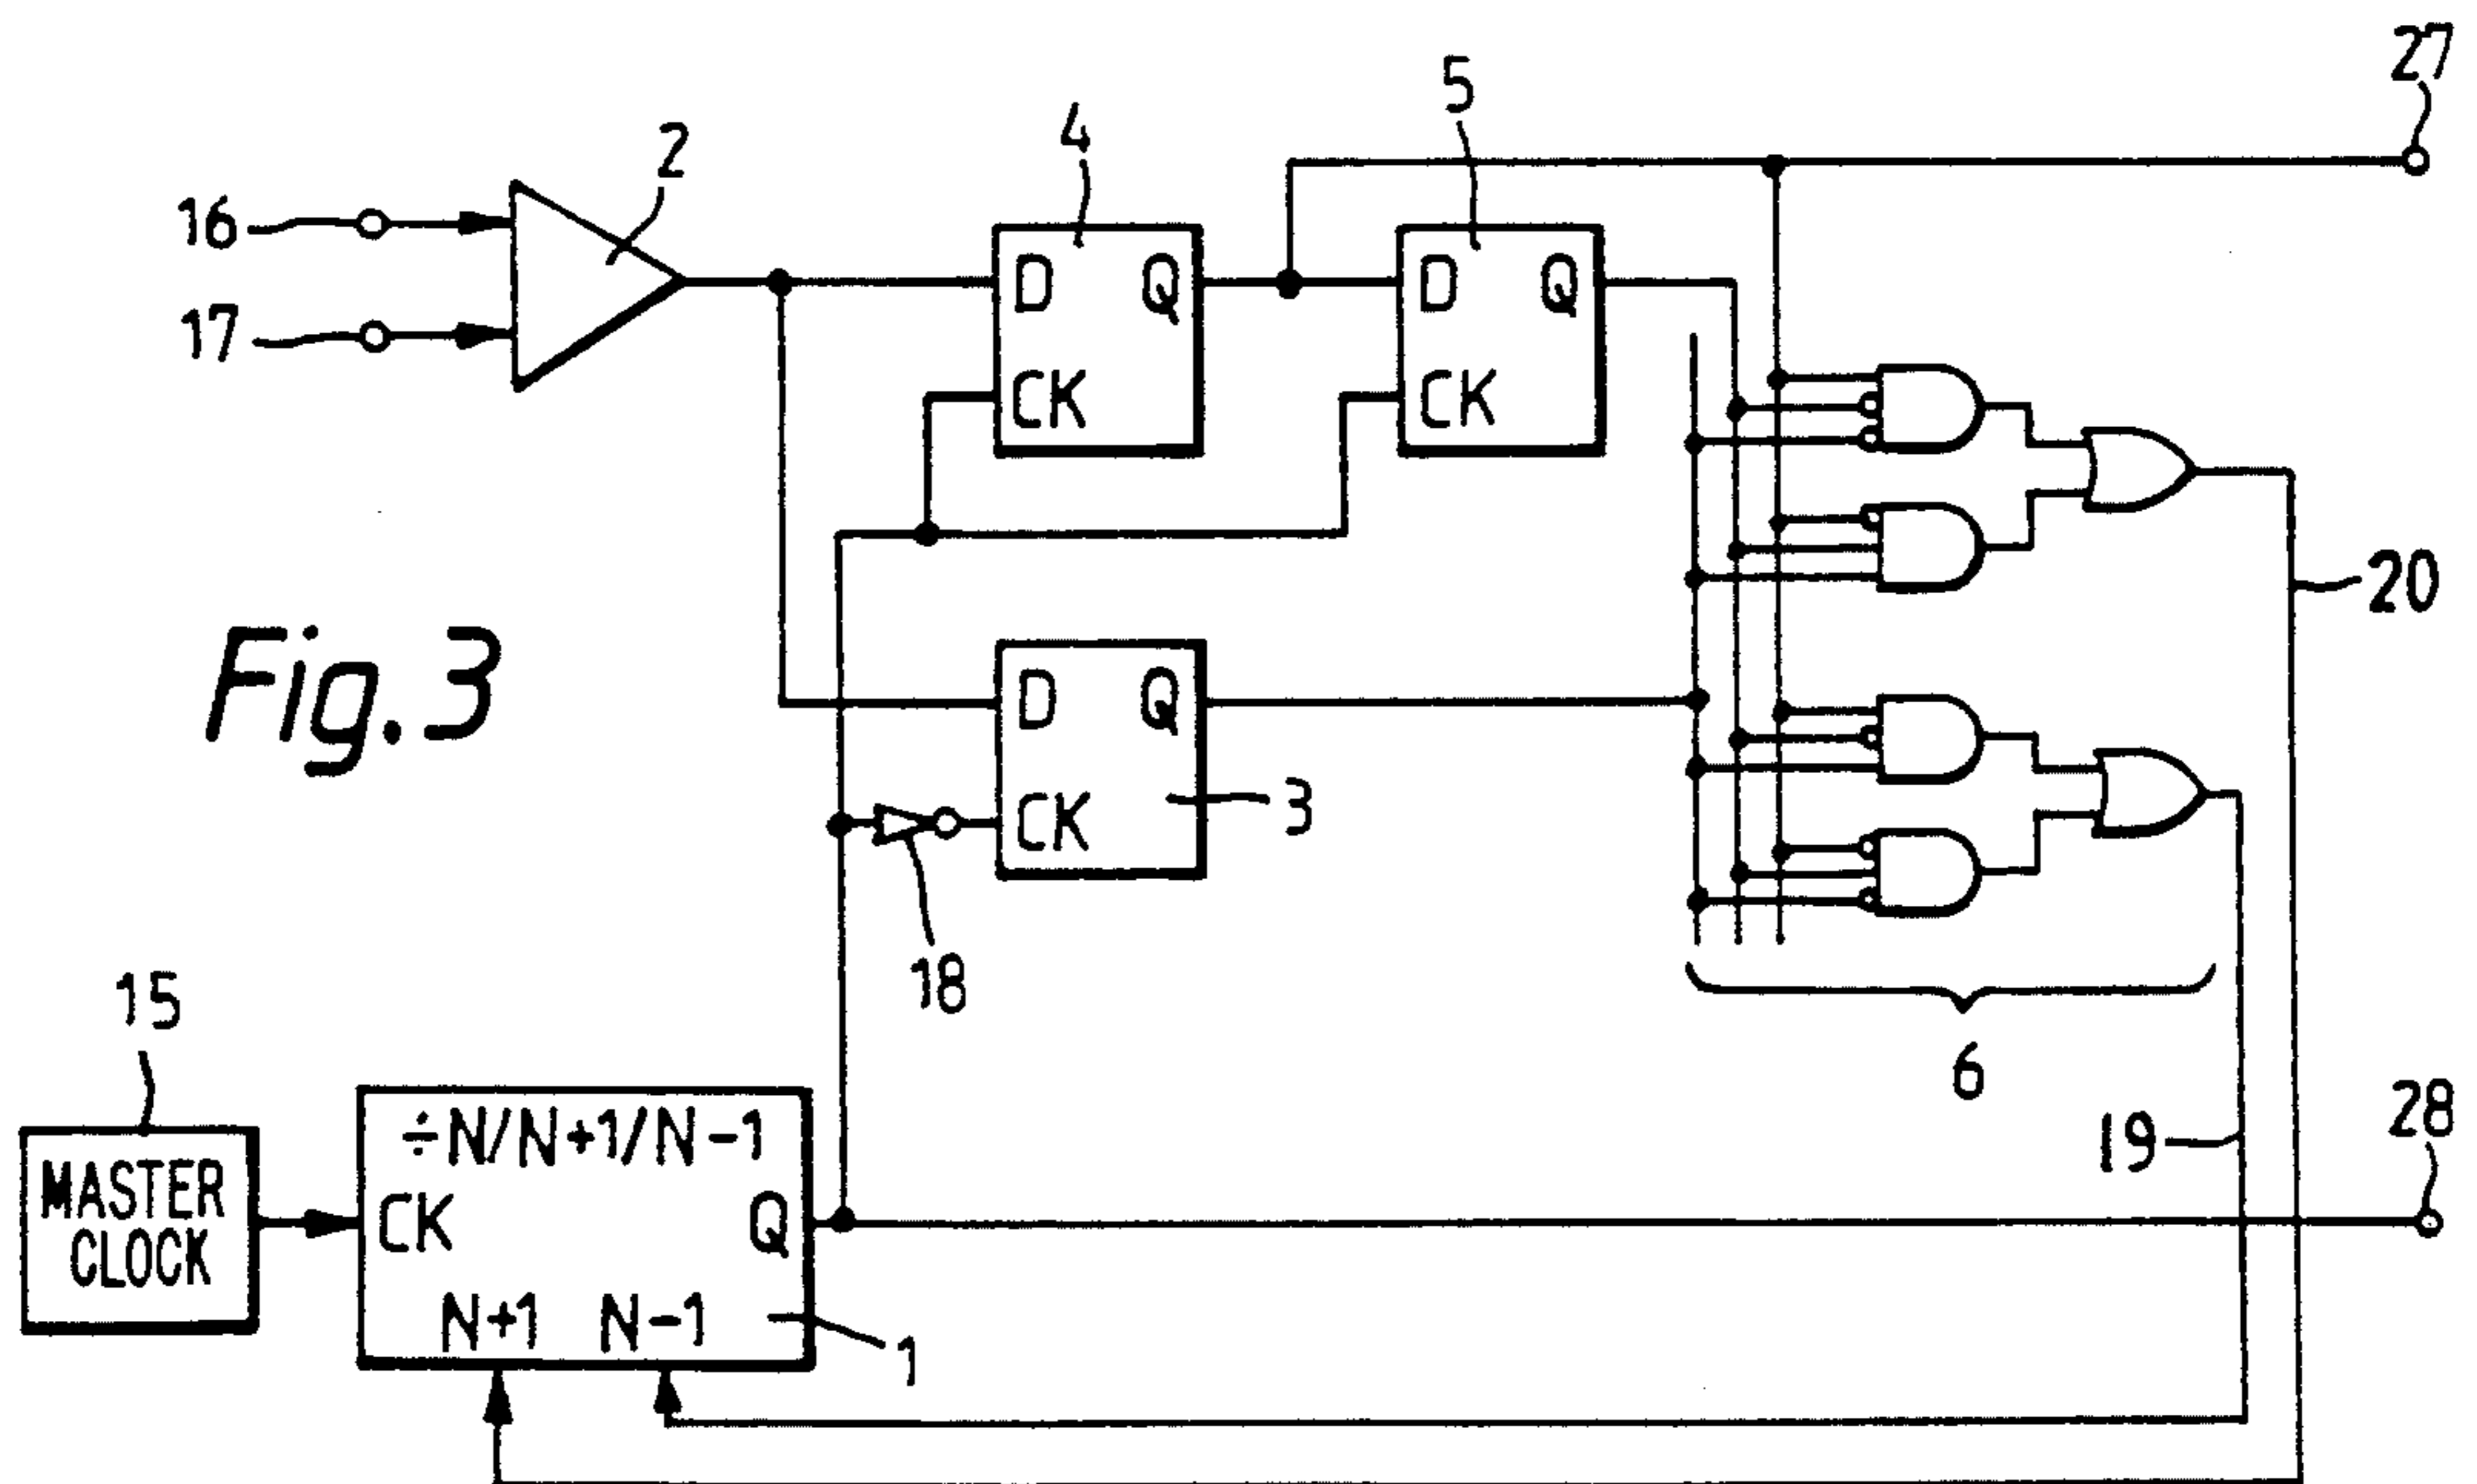 27
5
4
2
16
D Q
D Q
17
CK
CK
20
Fig. 3
D Q
CK
3
18
6
15
28
19
÷N/N+1/N-1
MASTER
CLOCK
CK
Q
N+1 N-1
1